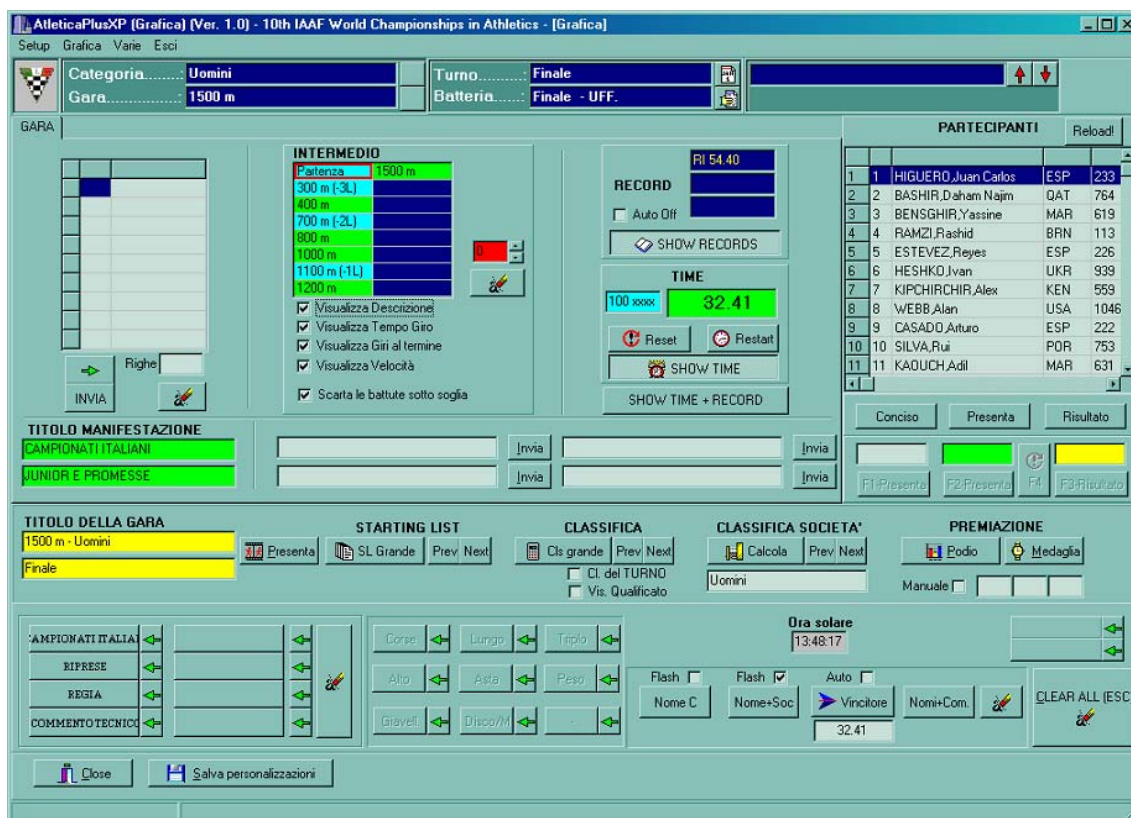 AtleticaPlusXP (Grafica) (Ver. 1.0) - 10th IAAF World Championships in Athletics - [Grafica]
Setup Grafica Varie Esci
Categoria.......: Uomini
Gara................: 1500 m
Turno..........: Finale
Batteria......: Finale - UFF.
GARA
Righe
INVIA
INTERMEDIO
Partenza 1500 m
300 m (-3L)
400 m
700 m (-2L)
800 m
1000 m
1100 m (-1L)
1200 m
0
Visualizza Descrizione
Visualizza Tempo Giro
Visualizza Giri al termine
Visualizza Velocità
Scarta le battute sotto soglia
RI 54.40
RECORD
Auto Off
SHOW RECORDS
TIME
100 xxxx 32.41
Reset Restart
SHOW TIME
SHOW TIME + RECORD
PARTECIPANTI Reload!
1 1 HIGUERO,Juan Carlos ESP 233
2 2 BASHIR,Daham Najim QAT 764
3 3 BENSGHIR,Yassine MAR 619
4 4 RAMZI,Rashid BRN 113
5 5 ESTEVEZ,Reyes ESP 226
6 6 HESHKO,Ivan UKR 939
7 7 KIPCHIRCHIR,Alex KEN 559
8 8 WEBB,Alan USA 1046
9 9 CASADO,Arturo ESP 222
10 10 SILVA,Rui POR 753
11 11 KAOUCH,Adil MAR 631
Conciso Presenta Risultato
F1-Presenta F2-Presenta F4 F3-Risultato
TITOLO MANIFESTAZIONE
CAMPIONATI ITALIANI
JUNIOR E PROMESSE
Invia Invia
Invia Invia
TITOLO DELLA GARA
1500 m - Uomini
Finale
Presenta
STARTING LIST
SL Grande Prev Next
CLASSIFICA
Cls grande Prev Next
Cl. del TURNO
Vis. Qualificato
CLASSIFICA SOCIETA'
Calcola Prev Next
Uomini
PREMIAZIONE
Podio Medaglia
Manuale
CAMPIONATI ITALIAI
RIPRESE
REGIA
COMMENTO TECNICO
Corse Lungo Triplo
Alto Asta Peso
Giavell. Disco/M -
Ora solare
13:48:17
Flash Flash Auto
Nome C Nome+Soc Vincitore Nomi+Com.
32.41
CLEAR ALL (ESC
Close Salva personalizzazioni